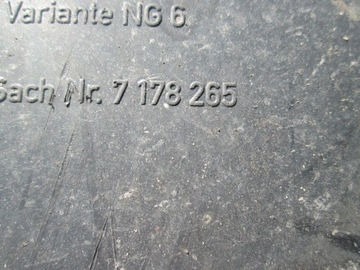 Variante NG 6
Sach Nr. 7 178 265